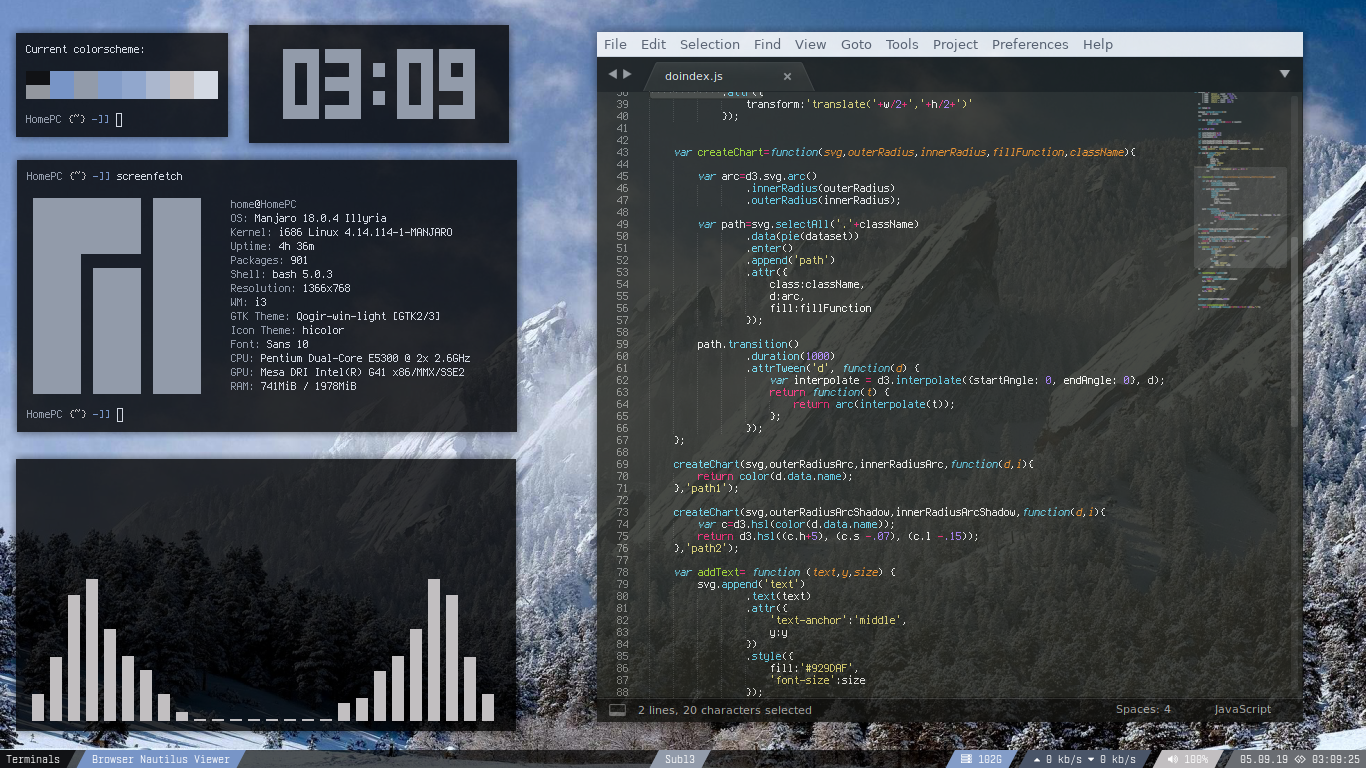 Current colorscheme:
HomePC {~} -]]
03:09
HomePC {~} -]] screenfetch
home@HomePC
OS: Manjaro 18.0.4 Illyria
Kernel: i686 Linux 4.14.114-1-MANJARO
Uptime: 4h 36m
Packages: 901
Shell: bash 5.0.3
Resolution: 1366x768
WM: i3
GTK Theme: Qogir-win-light [GTK2/3]
Icon Theme: hicolor
Font: Sans 10
CPU: Pentium Dual-Core E5300 @ 2x 2.6GHz
GPU: Mesa DRI Intel(R) G41 x86/MMX/SSE2
RAM: 741MiB / 1978MiB
HomePC {~} -]]
File Edit Selection Find View Goto Tools Project Preferences Help
doindex.js
38 .attr({
39 transform:'translate('+w/2+','+h/2+')'
40 });
41
42
43 var createChart=function(svg,outerRadius,innerRadius,fillFunction,className){
44
45 var arc=d3.svg.arc()
46 .innerRadius(outerRadius)
47 .outerRadius(innerRadius);
48
49 var path=svg.selectAll('.'+className)
50 .data(pie(dataset))
51 .enter()
52 .append('path')
53 .attr({
54 class:className,
55 d:arc,
56 fill:fillFunction
57 });
58
59 path.transition()
60 .duration(1000)
61 .attrTween('d', function(d) {
62 var interpolate = d3.interpolate({startAngle: 0, endAngle: 0}, d);
63 return function(t) {
64 return arc(interpolate(t));
65 };
66 });
67 };
68
69 createChart(svg,outerRadiusArc,innerRadiusArc,function(d,i){
70 return color(d.data.name);
71 },'path1');
72
73 createChart(svg,outerRadiusArcShadow,innerRadiusArcShadow,function(d,i){
74 var c=d3.hsl(color(d.data.name));
75 return d3.hsl((c.h+5), (c.s -.07), (c.l -.15));
76 },'path2');
77
78 var addText= function (text,y,size) {
79 svg.append('text')
80 .text(text)
81 .attr({
82 'text-anchor':'middle',
83 y:y
84 })
85 .style({
86 fill:'#929DAF',
87 'font-size':size
88 });
2 lines, 20 characters selected Spaces: 4 JavaScript
Terminals Browser Nautilus Viewer Subl3 102G 0 kb/s 0 kb/s 100% 05.09.19 03:09:25